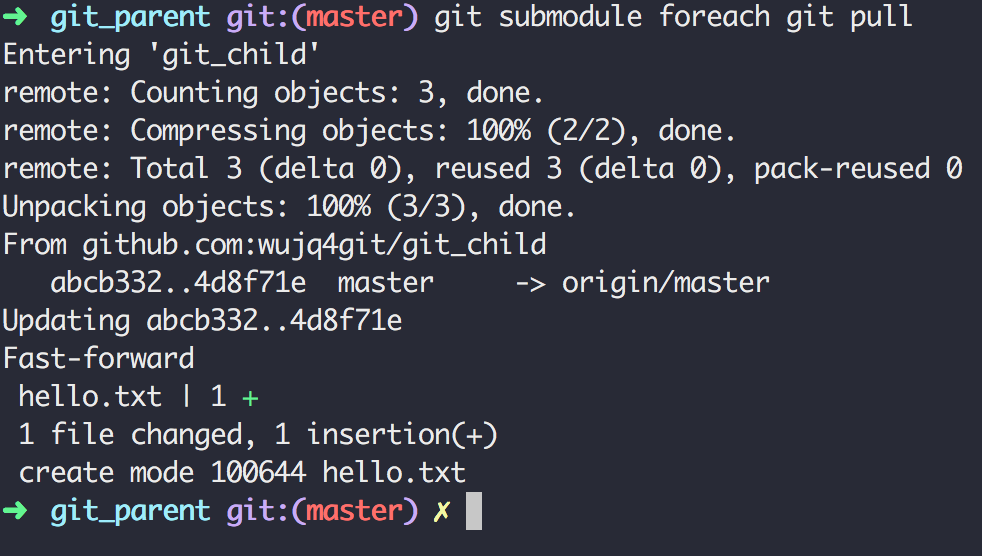 ➜ git_parent git:(master) git submodule foreach git pull
Entering 'git_child'
remote: Counting objects: 3, done.
remote: Compressing objects: 100% (2/2), done.
remote: Total 3 (delta 0), reused 3 (delta 0), pack-reused 0
Unpacking objects: 100% (3/3), done.
From github.com:wujq4git/git_child
   abcb332..4d8f71e  master     -> origin/master
Updating abcb332..4d8f71e
Fast-forward
 hello.txt | 1 +
 1 file changed, 1 insertion(+)
 create mode 100644 hello.txt
➜ git_parent git:(master) ✗